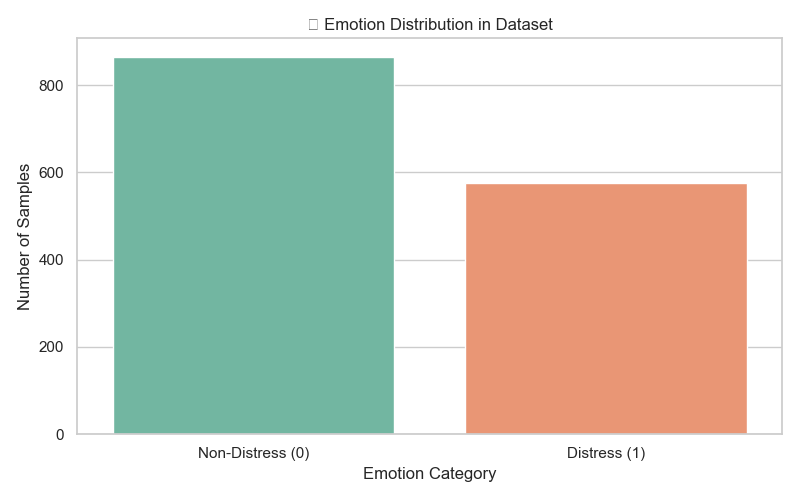 Emotion Distribution in Dataset
Number of Samples
800
600
400
200
0
Non-Distress (0) Distress (1)
Emotion Category